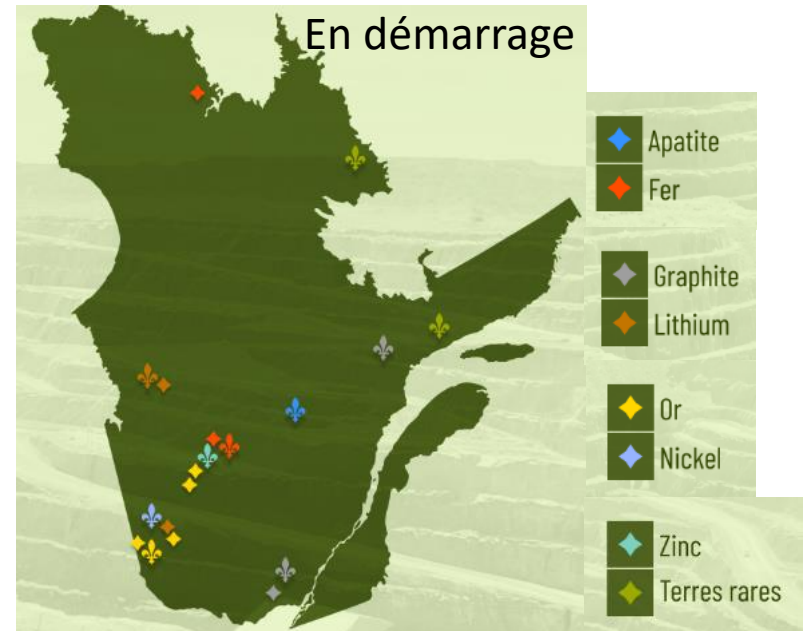 En démarrage
Apatite
Fer
Graphite
Lithium
Or
Nickel
Zinc
Terres rares